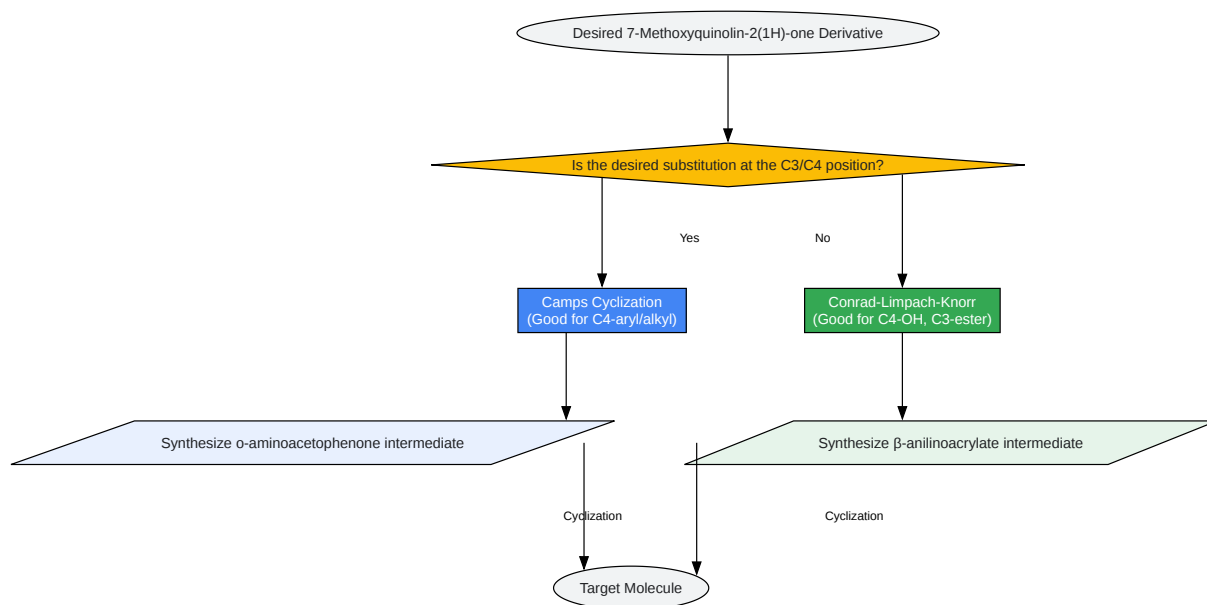 Desired 7-Methoxyquinolin-2(1H)-one Derivative
Is the desired substitution at the C3/C4 position?
Yes
No
Camps Cyclization
(Good for C4-aryl/alkyl)
Conrad-Limpach-Knorr
(Good for C4-OH, C3-ester)
Synthesize o-aminoacetophenone intermediate
Synthesize β-anilinoacrylate intermediate
Cyclization
Cyclization
Target Molecule